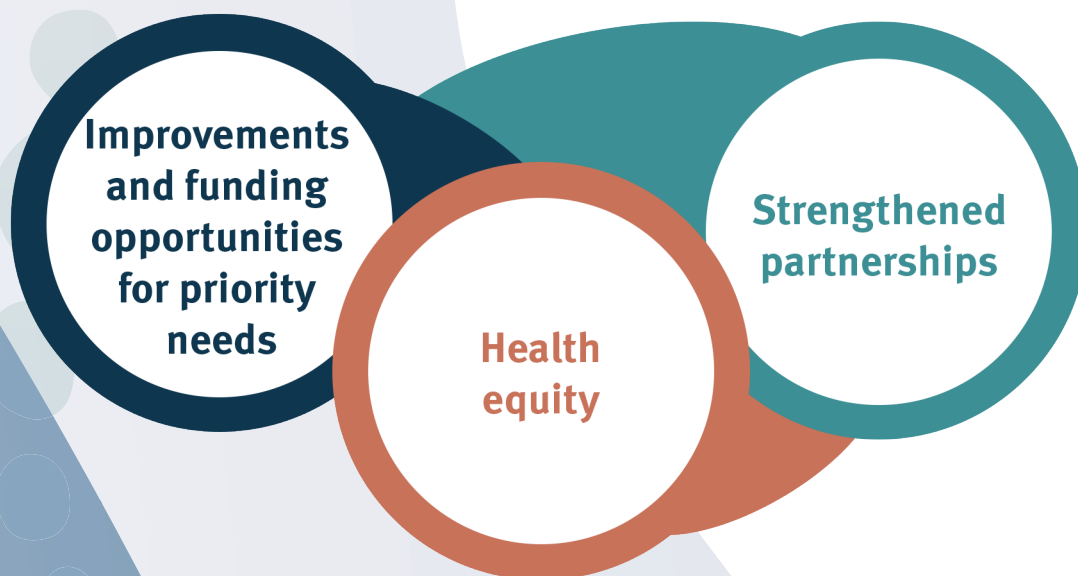 Improvements
and funding
opportunities
for priority
needs
Health
equity
Strengthened
partnerships